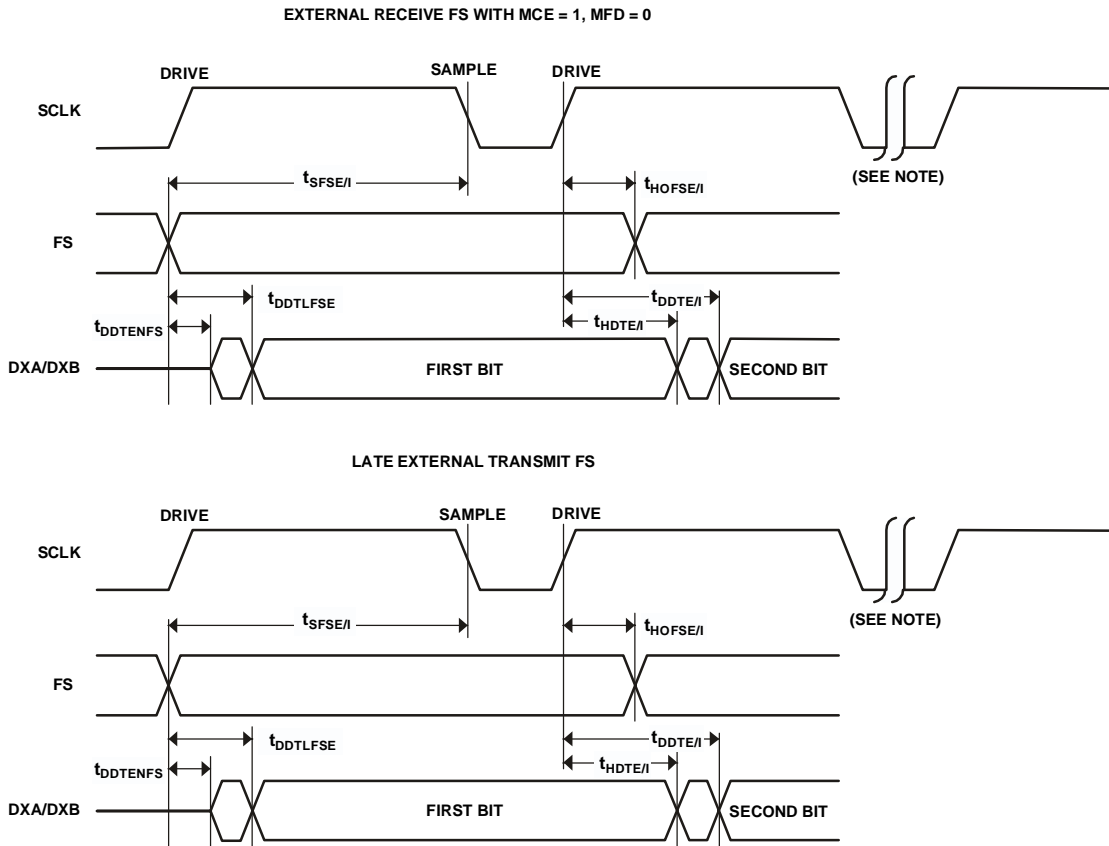 EXTERNAL RECEIVE FS WITH MCE = 1, MFD = 0
DRIVE SAMPLE DRIVE
SCLK
(SEE NOTE)
tSFSE/I tHOFSE/I
FS
tDDTLFSE tDDTE/I
tDDTENFS tHDTE/I
DXA/DXB FIRST BIT SECOND BIT
LATE EXTERNAL TRANSMIT FS
DRIVE SAMPLE DRIVE
SCLK
(SEE NOTE)
tSFSE/I tHOFSE/I
FS
tDDTLFSE tDDTE/I
tDDTENFS tHDTE/I
DXA/DXB FIRST BIT SECOND BIT